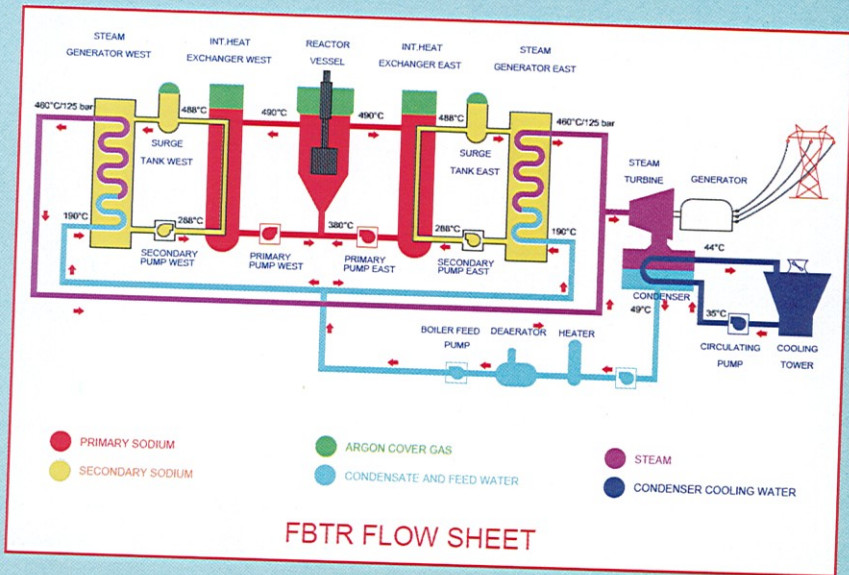 STEAM
GENERATOR WEST
INT.HEAT
EXCHANGER WEST
REACTOR
VESSEL
INT.HEAT
EXCHANGER EAST
STEAM
GENERATOR EAST
460°C/125 bar
488°C
490°C
490°C
488°C
460°C/125 bar
SURGE
TANK WEST
SURGE
TANK EAST
STEAM
TURBINE
GENERATOR
190°C
288°C
380°C
288°C
190°C
SECONDARY
PUMP WEST
PRIMARY
PUMP WEST
PRIMARY
PUMP EAST
SECONDARY
PUMP EAST
44°C
CONDENSER
49°C
35°C
BOILER FEED
PUMP
DEAERATOR
HEATER
CIRCULATING
PUMP
COOLING
TOWER
PRIMARY SODIUM
SECONDARY SODIUM
ARGON COVER GAS
CONDENSATE AND FEED WATER
STEAM
CONDENSER COOLING WATER
FBTR FLOW SHEET